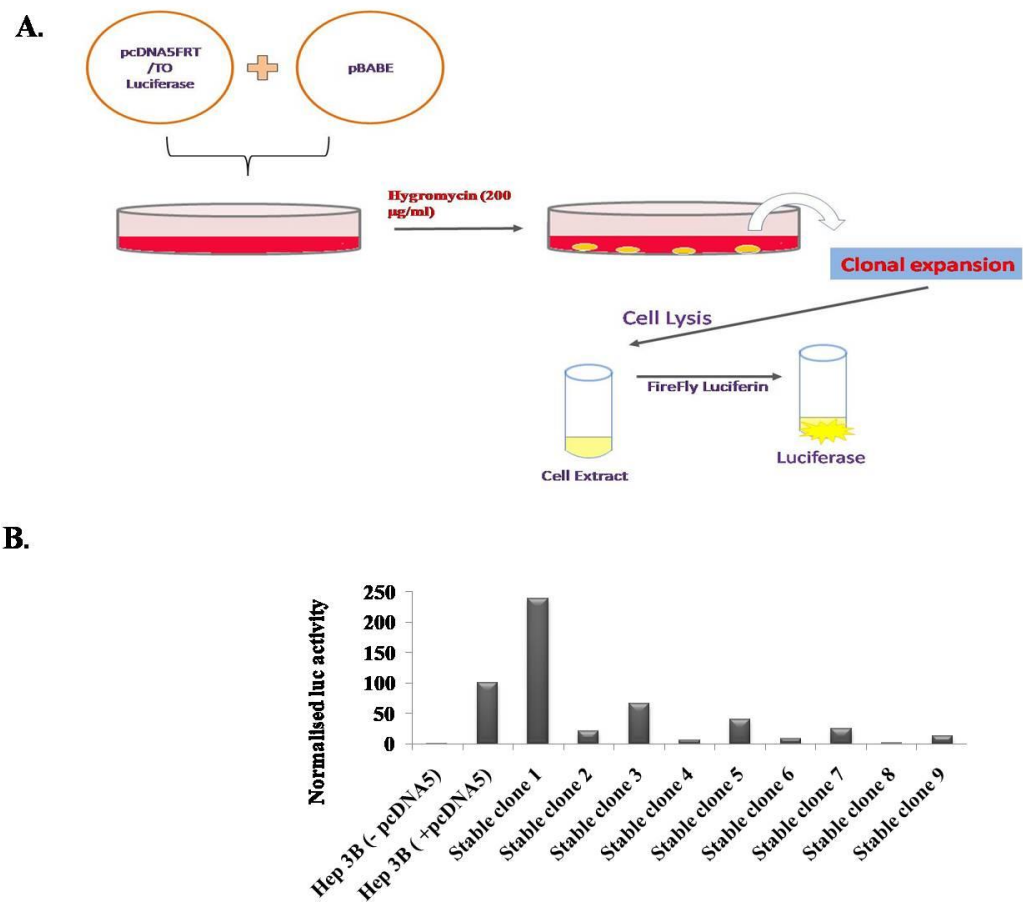 A.
pcDNA5FRT
/TO
Luciferase
pBABE
Hygromycin (200
µg/ml)
Clonal expansion
Cell Lysis
FireFly Luciferin
Cell Extract
Luciferase
B.
Normalised luc activity
250
200
150
100
50
0
Hep 3B (- pcDNA5)
Hep 3B ( +pcDNA5)
Stable clone 1
Stable clone 2
Stable clone 3
Stable clone 4
Stable clone 5
Stable clone 6
Stable clone 7
Stable clone 8
Stable clone 9